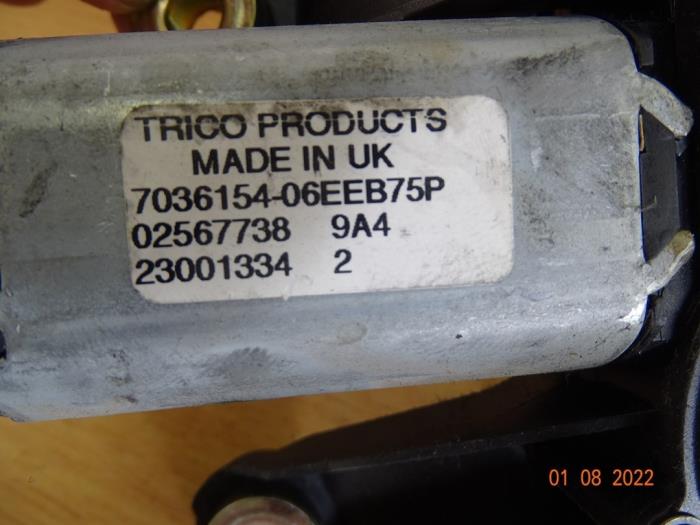 TRICO PRODUCTS
MADE IN UK
7036154-06EEB75P
02567738 9A4
23001334 2
01 08 2022